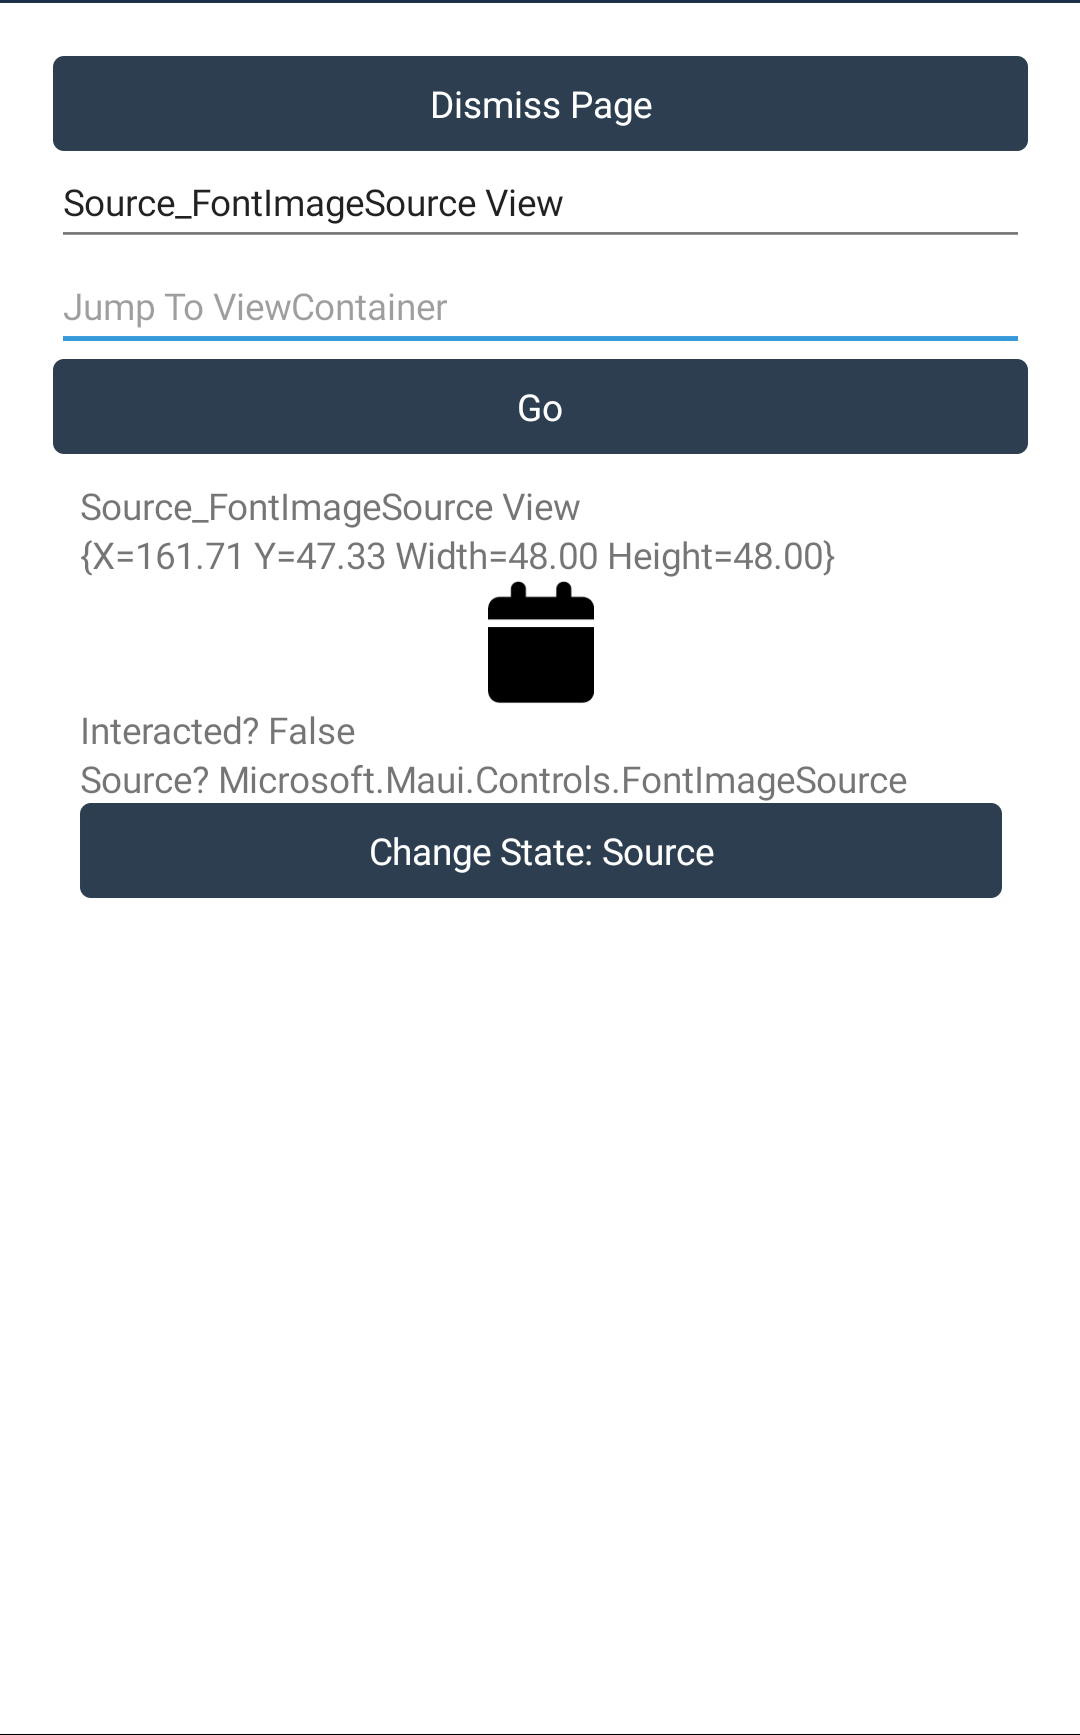 Dismiss Page
Source_FontImageSource View
Jump To ViewContainer
Go
Source_FontImageSource View
{X=161.71 Y=47.33 Width=48.00 Height=48.00}
Interacted? False
Source? Microsoft.Maui.Controls.FontImageSource
Change State: Source